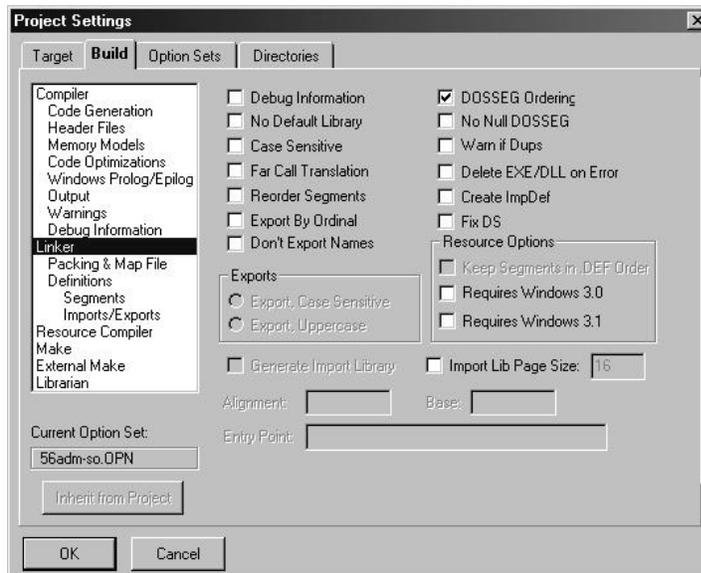 Project Settings
Target Build Option Sets Directories
Compiler
Code Generation
Header Files
Memory Models
Code Optimizations
Windows Prolog/Epilog
Output
Warnings
Debug Information
Linker
Packing & Map File
Definitions
Segments
Imports/Exports
Resource Compiler
Make
External Make
Librarian
Current Option Set:
56adm-so.OPN
Inherit from Project
Debug Information
No Default Library
Case Sensitive
Far Call Translation
Reorder Segments
Export By Ordinal
Don't Export Names
DOSSEG Ordering
No Null DOSSEG
Warn if Dups
Delete EXE/DLL on Error
Create ImpDef
Fix DS
Exports
Export, Case Sensitive
Export, Uppercase
Resource Options
Keep Segments in .DEF Order
Requires Windows 3.0
Requires Windows 3.1
Generate Import Library
Import Lib Page Size: 16
Alignment: Base:
Entry Point:
OK Cancel